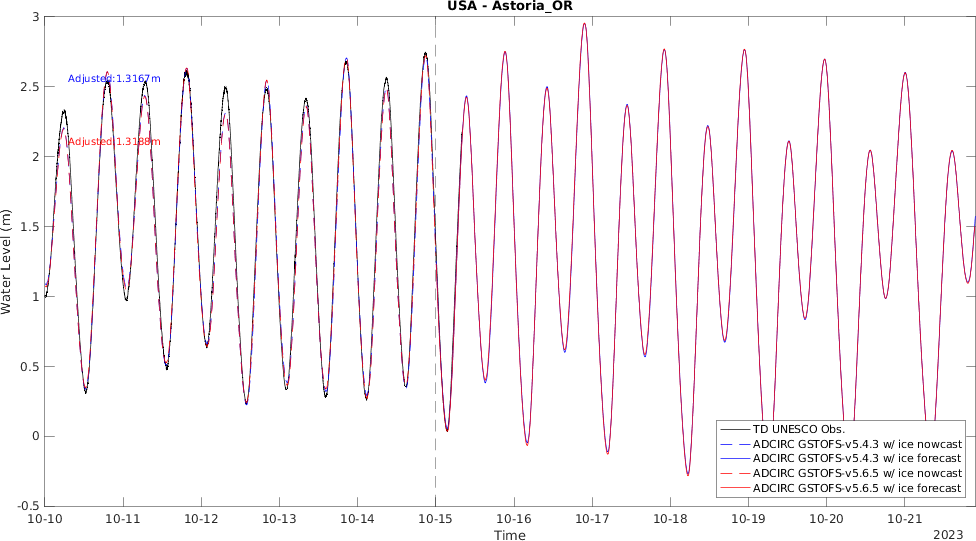 USA - Astoria_OR
3
2.5
2
1.5
1
0.5
0
-0.5
Water Level (m)
Adjusted:1.3167m
Adjusted:1.3188m
TD UNESCO Obs.
ADCIRC GSTOFS-v5.4.3 w/ ice nowcast
ADCIRC GSTOFS-v5.4.3 w/ ice forecast
ADCIRC GSTOFS-v5.6.5 w/ ice nowcast
ADCIRC GSTOFS-v5.6.5 w/ ice forecast
10-10 10-11 10-12 10-13 10-14 10-15 10-16 10-17 10-18 10-19 10-20 10-21
Time
2023